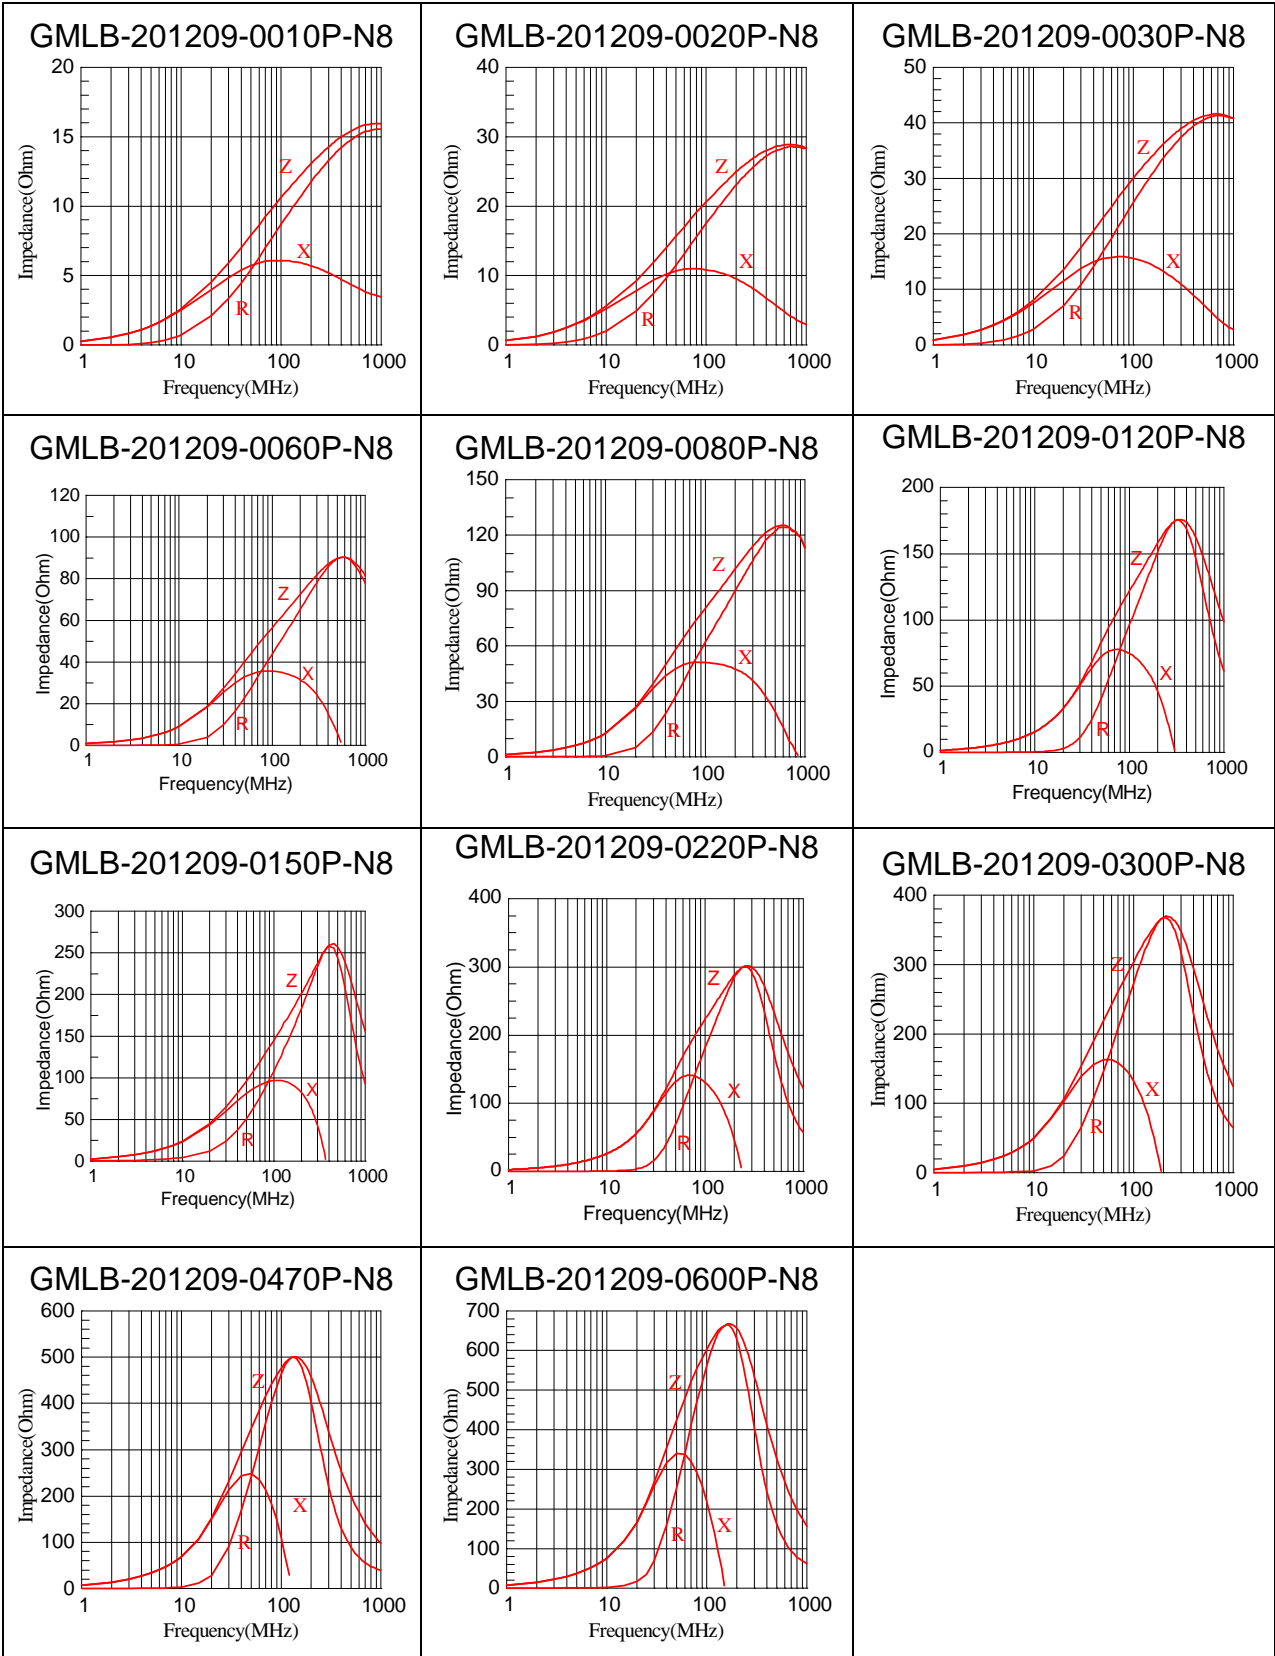 GMLB-201209-0010P-N8
20
15
10
5
0
Impedance(Ohm)
Z
X
R
1 10 100 1000
Frequency(MHz)
GMLB-201209-0020P-N8
40
30
20
10
0
Impedance(Ohm)
Z
X
R
1 10 100 1000
Frequency(MHz)
GMLB-201209-0030P-N8
50
40
30
20
10
0
Impedance(Ohm)
Z
X
R
1 10 100 1000
Frequency(MHz)
GMLB-201209-0060P-N8
120
100
80
60
40
20
0
Impedance(Ohm)
Z
X
R
1 10 100 1000
Frequency(MHz)
GMLB-201209-0080P-N8
150
120
90
60
30
0
Impedance(Ohm)
Z
X
R
1 10 100 1000
Frequency(MHz)
GMLB-201209-0120P-N8
200
150
100
50
0
Impedance(Ohm)
Z
X
R
1 10 100 1000
Frequency(MHz)
GMLB-201209-0150P-N8
300
250
200
150
100
50
0
Impedance(Ohm)
Z
X
R
1 10 100 1000
Frequency(MHz)
GMLB-201209-0220P-N8
400
300
200
100
0
Impedance(Ohm)
Z
X
R
1 10 100 1000
Frequency(MHz)
GMLB-201209-0300P-N8
400
300
200
100
0
Impedance(Ohm)
Z
X
R
1 10 100 1000
Frequency(MHz)
GMLB-201209-0470P-N8
600
500
400
300
200
100
0
Impedance(Ohm)
Z
X
R
1 10 100 1000
Frequency(MHz)
GMLB-201209-0600P-N8
700
600
500
400
300
200
100
0
Impedance(Ohm)
Z
X
R
1 10 100 1000
Frequency(MHz)